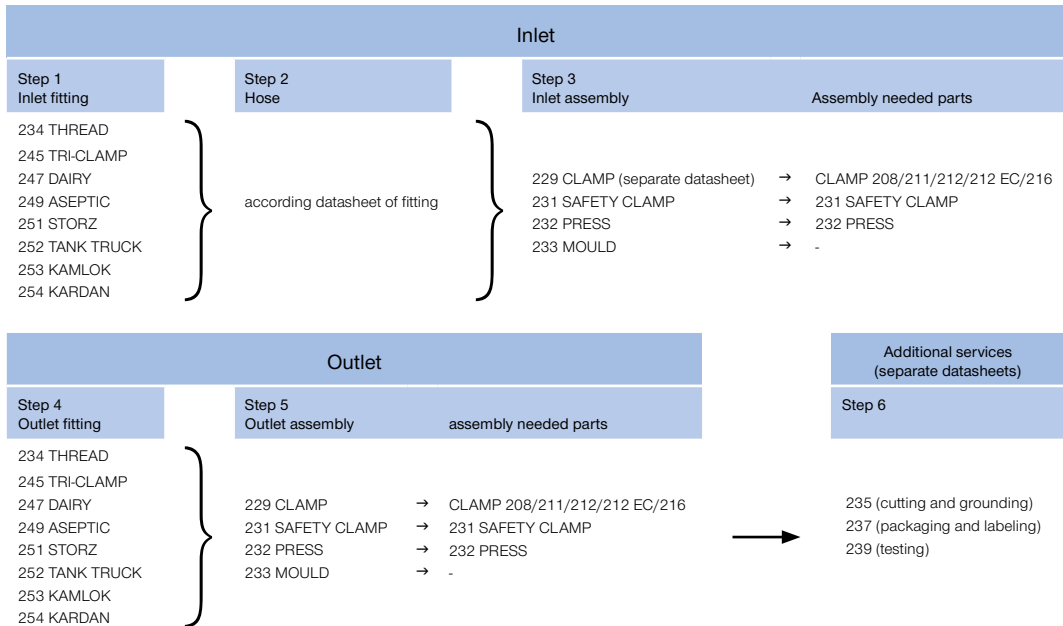 Inlet
Step 1
Inlet fitting
Step 2
Hose
Step 3
Inlet assembly
Assembly needed parts
234 THREAD
245 TRI-CLAMP
247 DAIRY
249 ASEPTIC
251 STORZ
252 TANK TRUCK
253 KAMLOK
254 KARDAN
according datasheet of fitting
229 CLAMP (separate datasheet) → CLAMP 208/211/212/212 EC/216
231 SAFETY CLAMP → 231 SAFETY CLAMP
232 PRESS → 232 PRESS
233 MOULD → -
Outlet
Step 4
Outlet fitting
Step 5
Outlet assembly
assembly needed parts
234 THREAD
245 TRI-CLAMP
247 DAIRY
249 ASEPTIC
251 STORZ
252 TANK TRUCK
253 KAMLOK
254 KARDAN
229 CLAMP → CLAMP 208/211/212/212 EC/216
231 SAFETY CLAMP → 231 SAFETY CLAMP
232 PRESS → 232 PRESS
233 MOULD → -
Additional services
(separate datasheets)
Step 6
235 (cutting and grounding)
237 (packaging and labeling)
239 (testing)